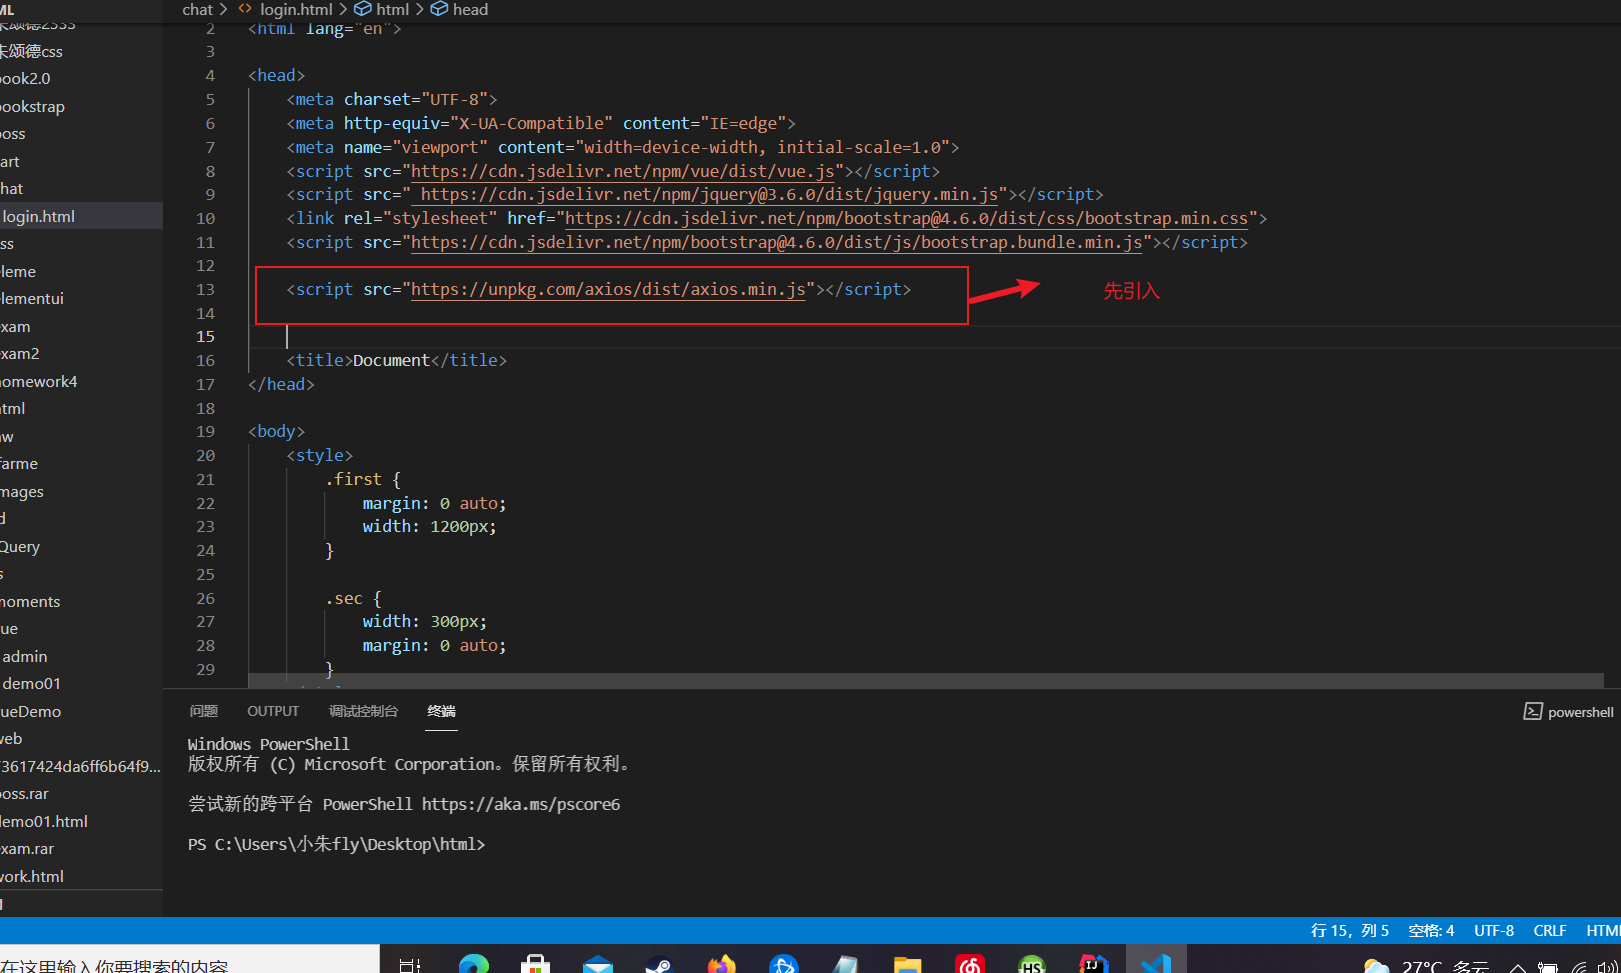 ML
chat > login.html > html > head
朱颂德2333
朱颂德css
book2.0
bookstrap
boss
art
hat
login.html
ss
leme
lementui
exam
exam2
homework4
html
w
farme
mages
d
Query
s
moments
ue
admin
demo01
ueDemo
web
73617424da6ff6b64f9...
boss.rar
demo01.html
exam.rar
work.html
2 <html lang="en">
3
4 <head>
5 <meta charset="UTF-8">
6 <meta http-equiv="X-UA-Compatible" content="IE=edge">
7 <meta name="viewport" content="width=device-width, initial-scale=1.0">
8 <script src="https://cdn.jsdelivr.net/npm/vue/dist/vue.js"></script>
9 <script src=" https://cdn.jsdelivr.net/npm/jquery@3.6.0/dist/jquery.min.js"></script>
10 <link rel="stylesheet" href="https://cdn.jsdelivr.net/npm/bootstrap@4.6.0/dist/css/bootstrap.min.css">
11 <script src="https://cdn.jsdelivr.net/npm/bootstrap@4.6.0/dist/js/bootstrap.bundle.min.js"></script>
12
13 <script src="https://unpkg.com/axios/dist/axios.min.js"></script>
先引入
14
15
16 <title>Document</title>
17 </head>
18
19 <body>
20 <style>
21 .first {
22 margin: 0 auto;
23 width: 1200px;
24 }
25
26 .sec {
27 width: 300px;
28 margin: 0 auto;
29 }
问题 OUTPUT 调试控制台 终端
powershell
Windows PowerShell
版权所有 (C) Microsoft Corporation。保留所有权利。
尝试新的跨平台 PowerShell https://aka.ms/pscore6
PS C:\Users\小朱fly\Desktop\html>
行 15，列 5 空格: 4 UTF-8 CRLF HTM
在这里输入你要搜索的内容
HS
IJ
27°C 多云